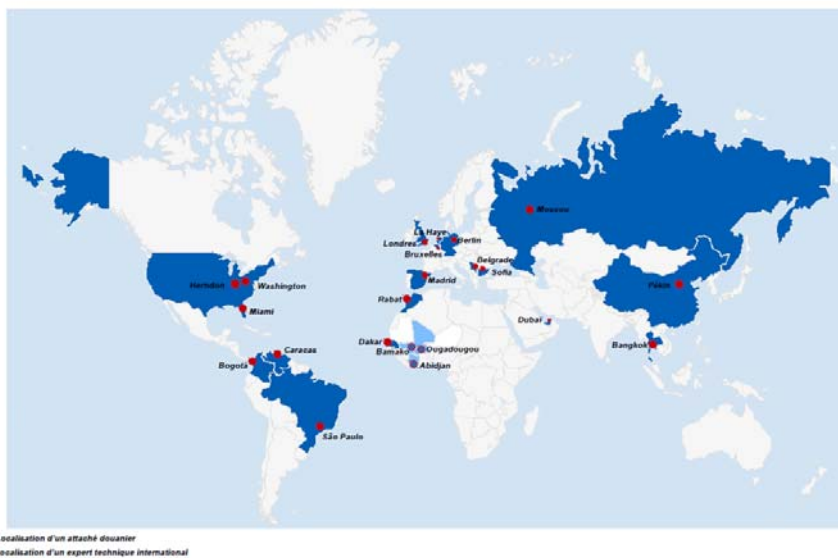 La Haye
Londres
Berlin
Bruxelles
Moscou
Belgrade
Sofia
Madrid
Herndon
Washington
Pékin
Miami
Rabat
Dubai
Dakar
Bamako
Ougadougou
Bangkok
Caracas
Bogota
Abidjan
São Paulo
ocalisation d'un attaché douanier
ocalisation d'un expert technique international